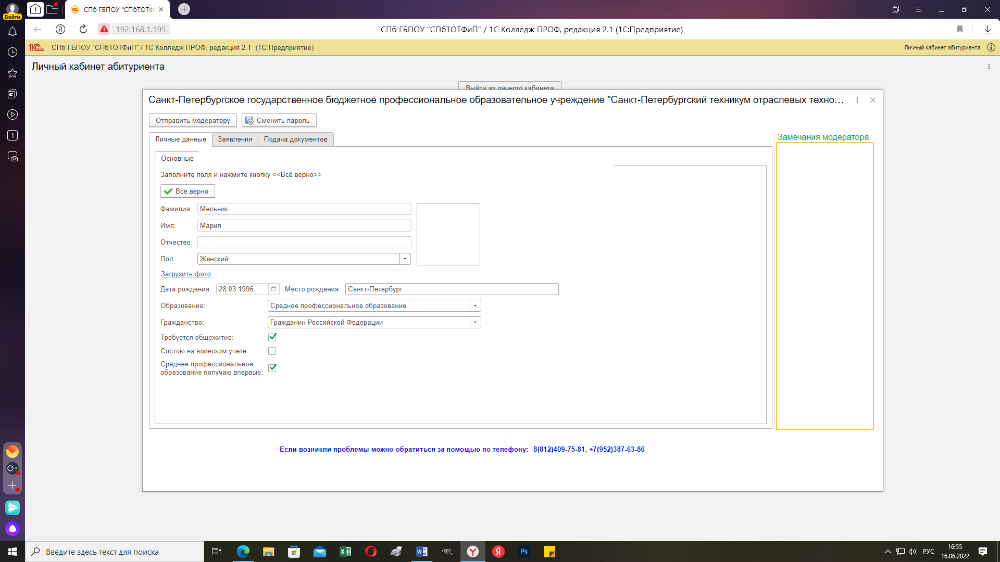 Войти
СПб ГБПОУ "СПбТОТФи
192.168.1.195
СПб ГБПОУ "СПбТОТФиП" / 1С Колледж ПРОФ, редакция 2.1 (1С:Предприятие)
СПб ГБПОУ "СПбТОТФиП" / 1С Колледж ПРОФ, редакция 2.1 (1С:Предприятие)
Личный кабинет абитуриента
Личный кабинет абитуриента
Выйти из личного кабинета
Санкт-Петербургское государственное бюджетное профессиональное образовательное учреждение "Санкт-Петербургский техникум отраслевых техно...
Отправить модератору
Сменить пароль
Личные данные
Заявления
Подача документов
Замечания модератора
Основные
Заполните поля и нажмите кнопку <<Всё верно>>
Всё верно
Фамилия: Мельник
Имя: Мария
Отчество:
Пол: Женский
Загрузить фото
Дата рождения: 28.03.1996 Место рождения: Санкт-Петербург
Образование: Среднее профессиональное образование
Гражданство: Гражданин Российской Федерации
Требуется общежитие:
Состою на воинском учете:
Среднее профессиональное
образование получаю впервые:
Если возникли проблемы можно обратиться за помощью по телефону: 8(812)409-75-81, +7(952)387-63-86
1
Введите здесь текст для поиска
РУС
16:55
16.06.2022